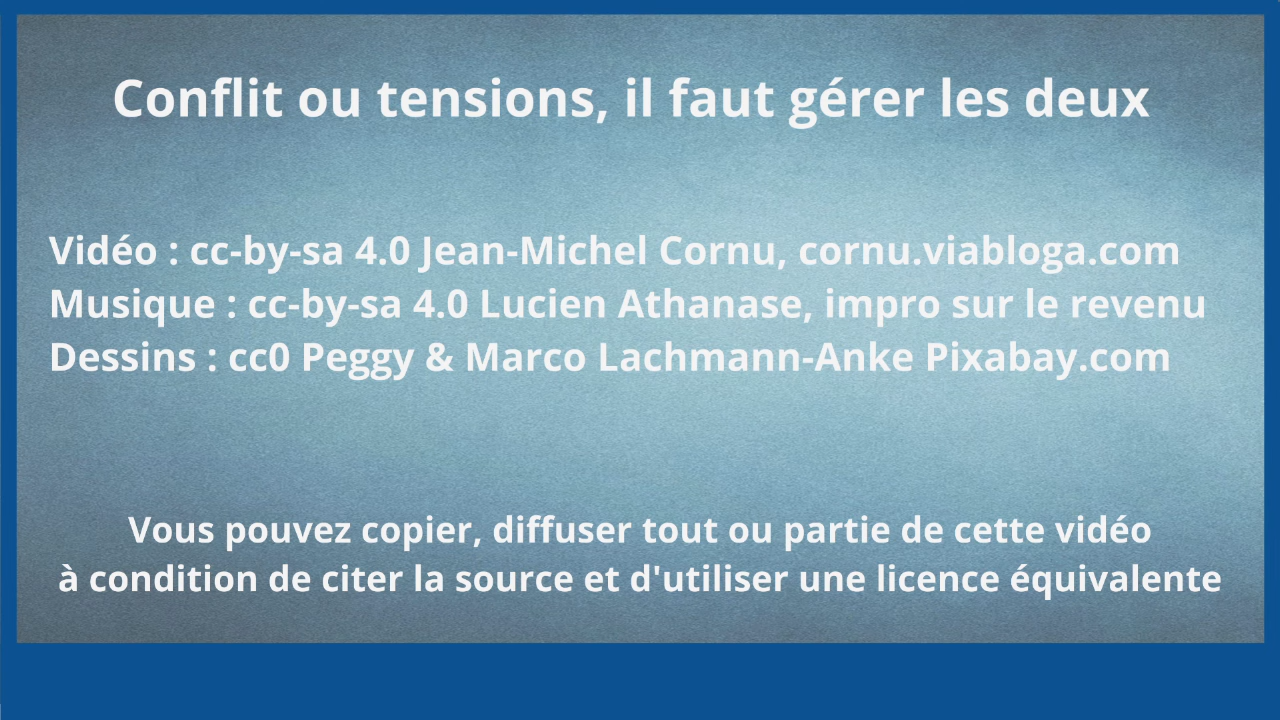 Conflit ou tensions, il faut gérer les deux
Vidéo : cc-by-sa 4.0 Jean-Michel Cornu, cornu.viabloga.com
Musique : cc-by-sa 4.0 Lucien Athanase, impro sur le revenu
Dessins : cc0 Peggy & Marco Lachmann-Anke Pixabay.com
Vous pouvez copier, diffuser tout ou partie de cette vidéo
à condition de citer la source et d'utiliser une licence équivalente